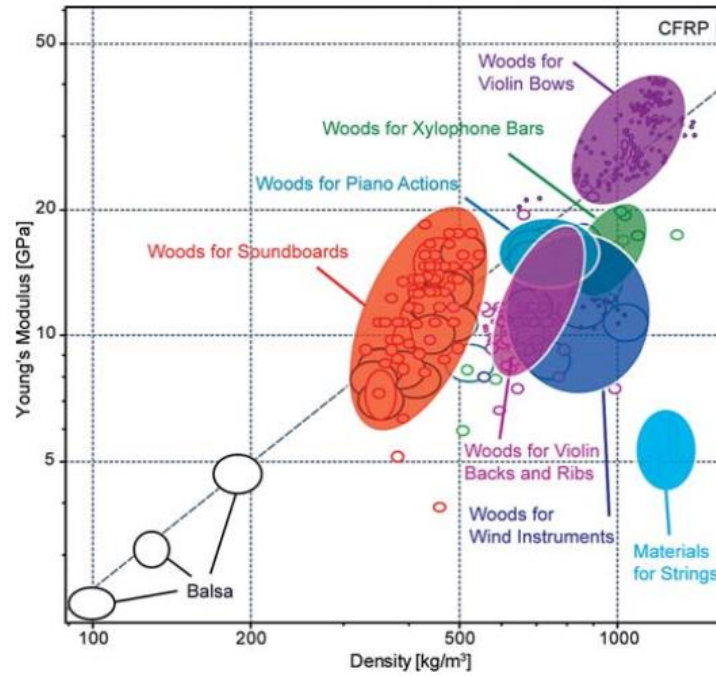 50
20
10
5
Young's Modulus [GPa]
CFRP
Woods for
Violin Bows
Woods for Xylophone Bars
Woods for Piano Actions
Woods for Soundboards
Woods for Violin
Backs and Ribs
Woods for
Wind Instruments
Materials
for Strings
Balsa
100
200
500
1000
Density [kg/m³]